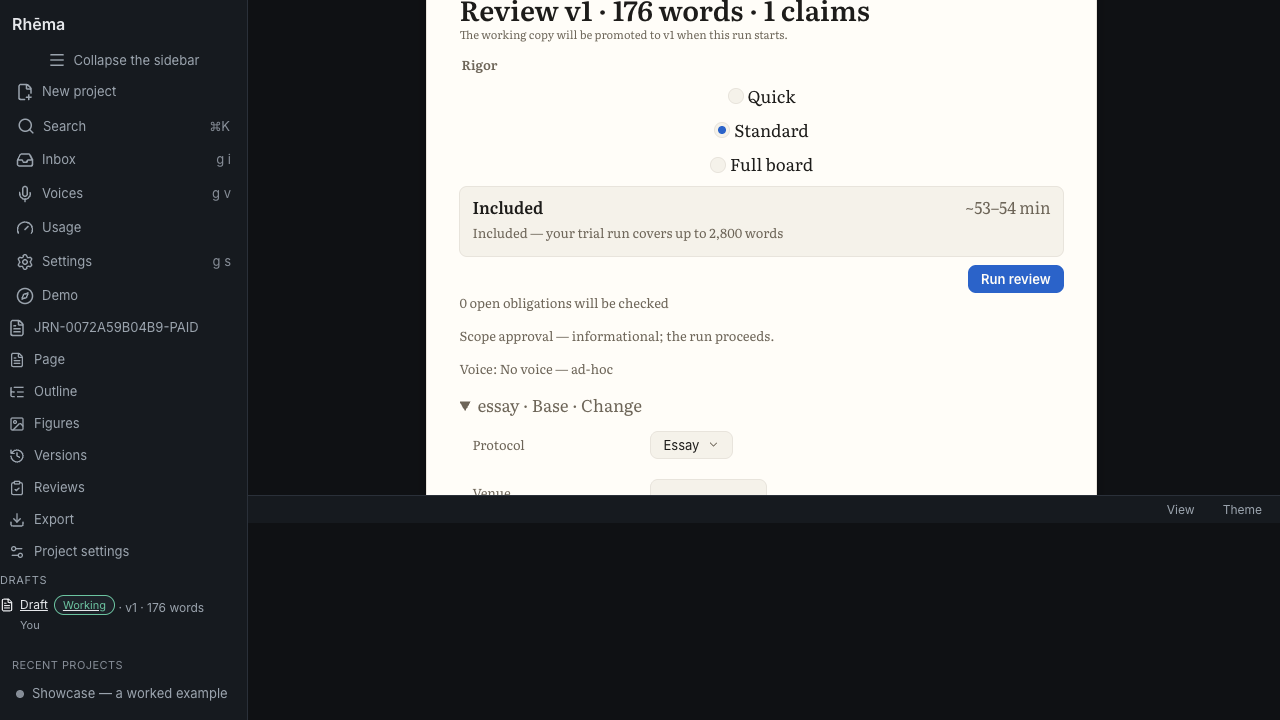 Rhēma
Collapse the sidebar
New project
Search ⌘K
Inbox g i
Voices g v
Usage
Settings g s
Demo
JRN-0072A59B04B9-PAID
Page
Outline
Figures
Versions
Reviews
Export
Project settings
DRAFTS
Draft Working · v1 · 176 words
You
RECENT PROJECTS
Showcase — a worked example
Review v1 · 176 words · 1 claims
The working copy will be promoted to v1 when this run starts.
Rigor
Quick
Standard
Full board
Included ~53–54 min
Included — your trial run covers up to 2,800 words
Run review
0 open obligations will be checked
Scope approval — informational; the run proceeds.
Voice: No voice — ad-hoc
essay · Base · Change
Protocol Essay
Venue
View Theme